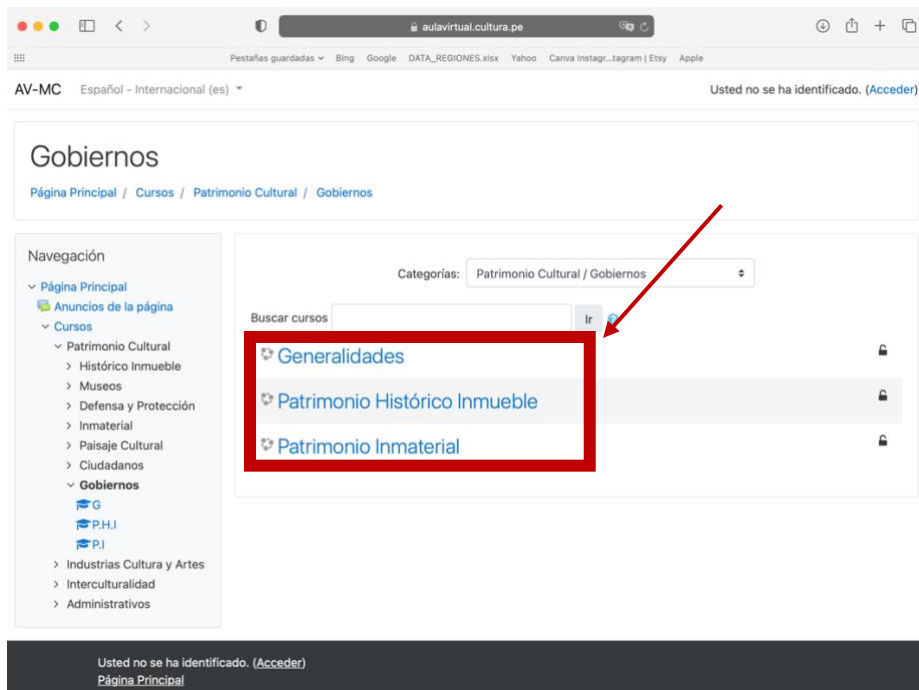 aulavirtual.cultura.pe
Pestañas guardadas Bing Google DATA_REGIONES.xlsx Yahoo Canva Instagr...tagram | Etsy Apple
AV-MC Español - Internacional (es) Usted no se ha identificado. (Acceder)
Gobiernos
Página Principal / Cursos / Patrimonio Cultural / Gobiernos
Navegación
Página Principal
Anuncios de la página
Cursos
Patrimonio Cultural
Histórico Inmueble
Museos
Defensa y Protección
Inmaterial
Paisaje Cultural
Ciudadanos
Gobiernos
G
P.H.I
P.I
Industrias Cultura y Artes
Interculturalidad
Administrativos
Categorías: Patrimonio Cultural / Gobiernos
Buscar cursos Ir
Generalidades
Patrimonio Histórico Inmueble
Patrimonio Inmaterial
Usted no se ha identificado. (Acceder)
Página Principal